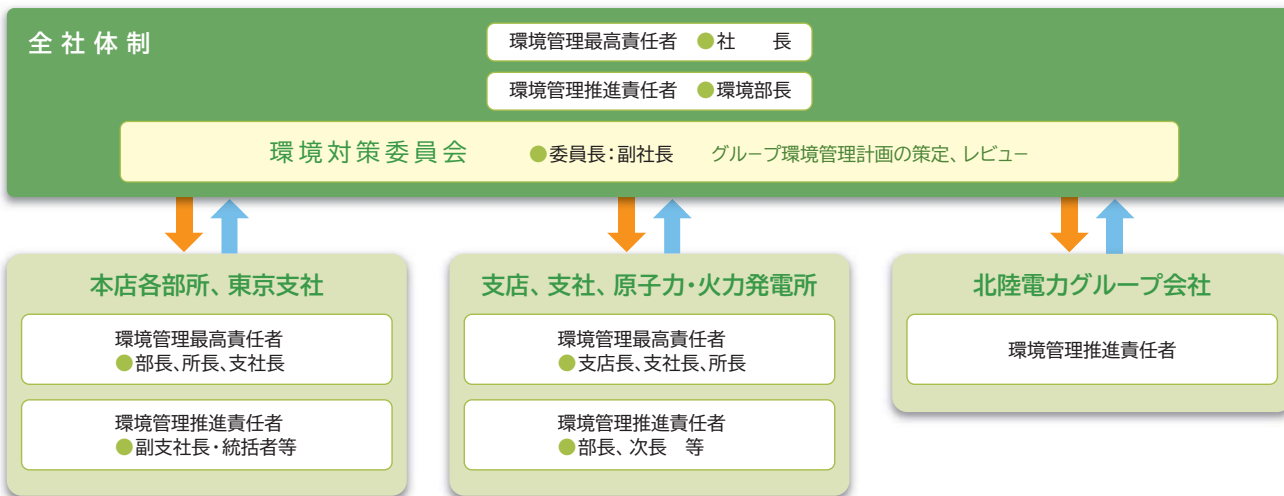 全社体制
環境管理最高責任者 ●社　長
環境管理推進責任者 ●環境部長
環境対策委員会 ●委員長：副社長 グループ環境管理計画の策定、レビュー
本店各部所、東京支社
環境管理最高責任者
●部長、所長、支社長
環境管理推進責任者
●副支社長・統括者等
支店、支社、原子力・火力発電所
環境管理最高責任者
●支店長、支社長、所長
環境管理推進責任者
●部長、次長　等
北陸電力グループ会社
環境管理推進責任者